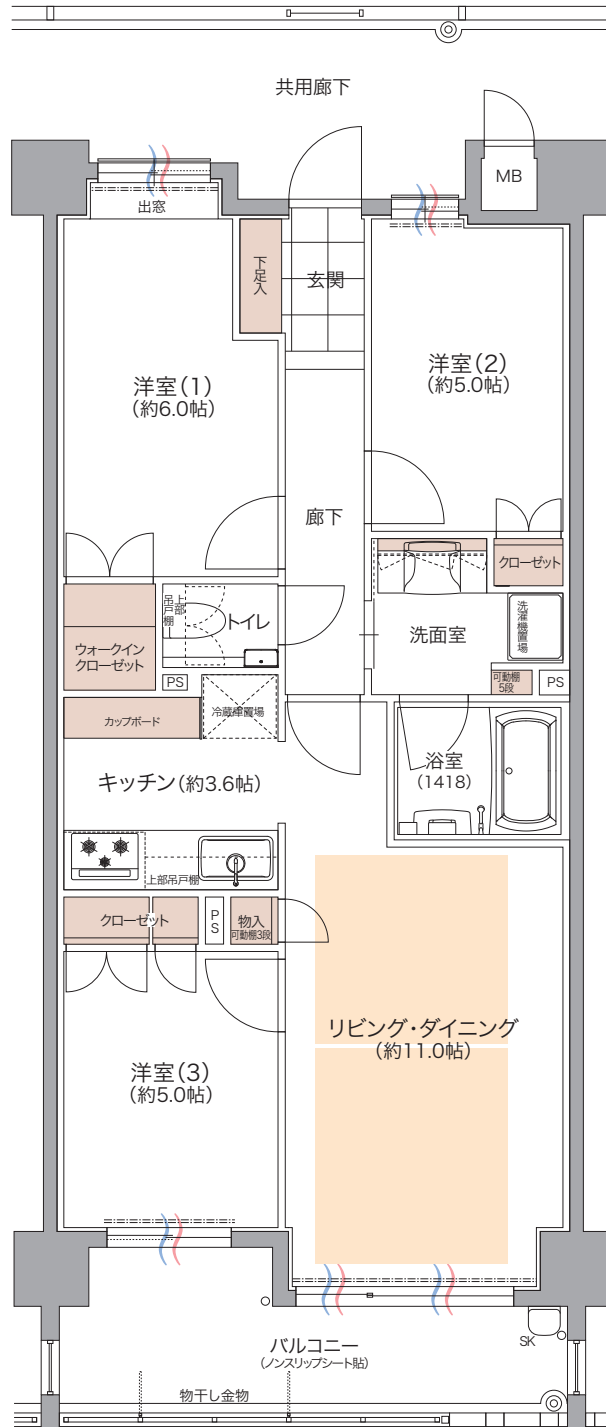 共用廊下
MB
出窓
下足入
玄関
洋室(1)
(約6.0帖)
洋室(2)
(約5.0帖)
廊下
クローゼット
上部
吊戸棚
トイレ
洗面室
洗濯機置場
ウォークイン
クローゼット
PS
可動棚
5段
PS
カップボード
冷蔵庫置場
浴室
(1418)
キッチン(約3.6帖)
上部吊戸棚
クローゼット
PS
物入
可動棚3段
リビング・ダイニング
(約11.0帖)
洋室(3)
(約5.0帖)
バルコニー
(ノンスリップシート貼)
SK
物干し金物